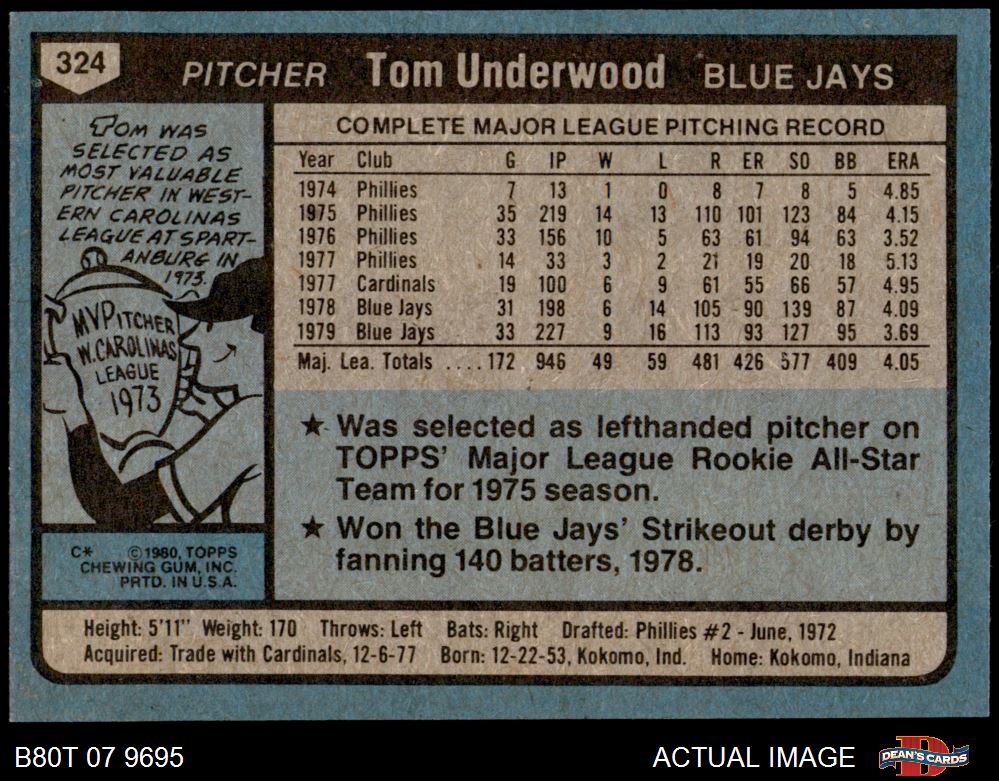 324
PITCHER Tom Underwood BLUE JAYS
TOM WAS
SELECTED AS
MOST VALUABLE
PITCHER IN WEST-
ERN CAROLINAS
LEAGUE AT SPART-
ANBURG IN
1973.
MVPITCHER
W. CAROLINAS
LEAGUE
1973
COMPLETE MAJOR LEAGUE PITCHING RECORD
Year Club G IP W L R ER SO BB ERA
1974 Phillies 7 13 1 0 8 7 8 5 4.85
1975 Phillies 35 219 14 13 110 101 123 84 4.15
1976 Phillies 33 156 10 5 63 61 94 63 3.52
1977 Phillies 14 33 3 2 21 19 20 18 5.13
1977 Cardinals 19 100 6 9 61 55 66 57 4.95
1978 Blue Jays 31 198 6 14 105 90 139 87 4.09
1979 Blue Jays 33 227 9 16 113 93 127 95 3.69
Maj. Lea. Totals .... 172 946 49 59 481 426 577 409 4.05
★ Was selected as lefthanded pitcher on
TOPPS' Major League Rookie All-Star
Team for 1975 season.
★ Won the Blue Jays' Strikeout derby by
fanning 140 batters, 1978.
C* ©1980, TOPPS
CHEWING GUM, INC.
PRTD. IN U.S.A.
Height: 5'11" Weight: 170 Throws: Left Bats: Right Drafted: Phillies #2 - June, 1972
Acquired: Trade with Cardinals, 12-6-77 Born: 12-22-53, Kokomo, Ind. Home: Kokomo, Indiana
B80T 07 9695 ACTUAL IMAGE DEAN'S CARDS